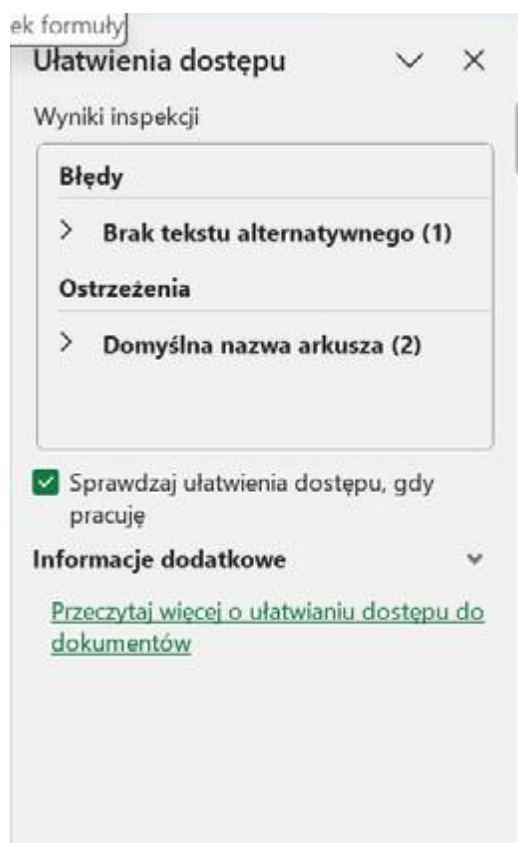 ek formuły
Ułatwienia dostępu
Wyniki inspekcji
Błędy
Brak tekstu alternatywnego (1)
Ostrzeżenia
Domyślna nazwa arkusza (2)
Sprawdzaj ułatwienia dostępu, gdy
pracuję
Informacje dodatkowe
Przeczytaj więcej o ułatwianiu dostępu do
dokumentów